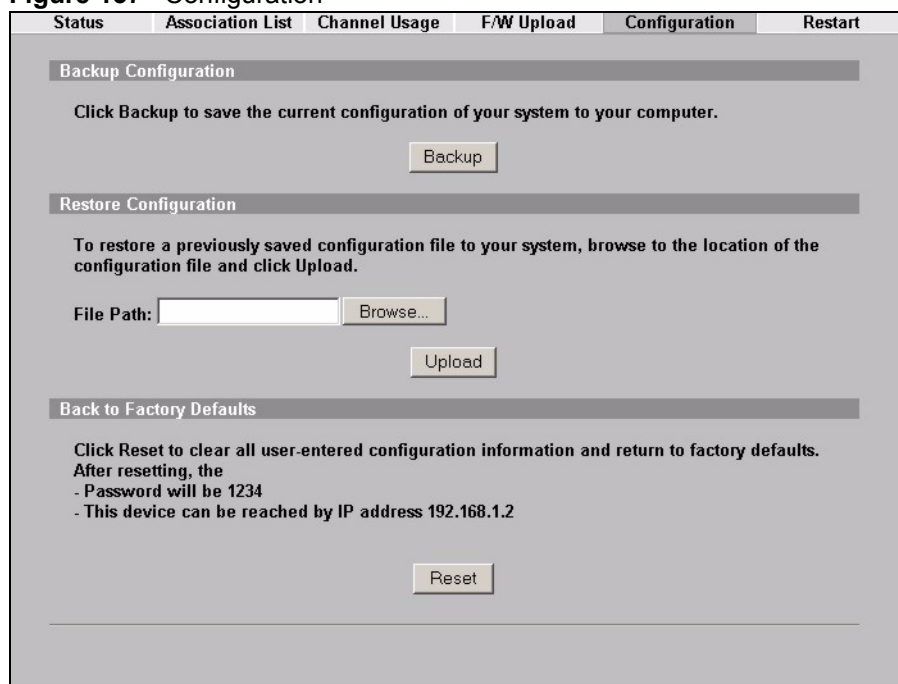 Configuration
Status Association List Channel Usage F/W Upload Configuration Restart
Backup Configuration
Click Backup to save the current configuration of your system to your computer.
Backup
Restore Configuration
To restore a previously saved configuration file to your system, browse to the location of the
configuration file and click Upload.
File Path: Browse...
Upload
Back to Factory Defaults
Click Reset to clear all user-entered configuration information and return to factory defaults.
After resetting, the
- Password will be 1234
- This device can be reached by IP address 192.168.1.2
Reset